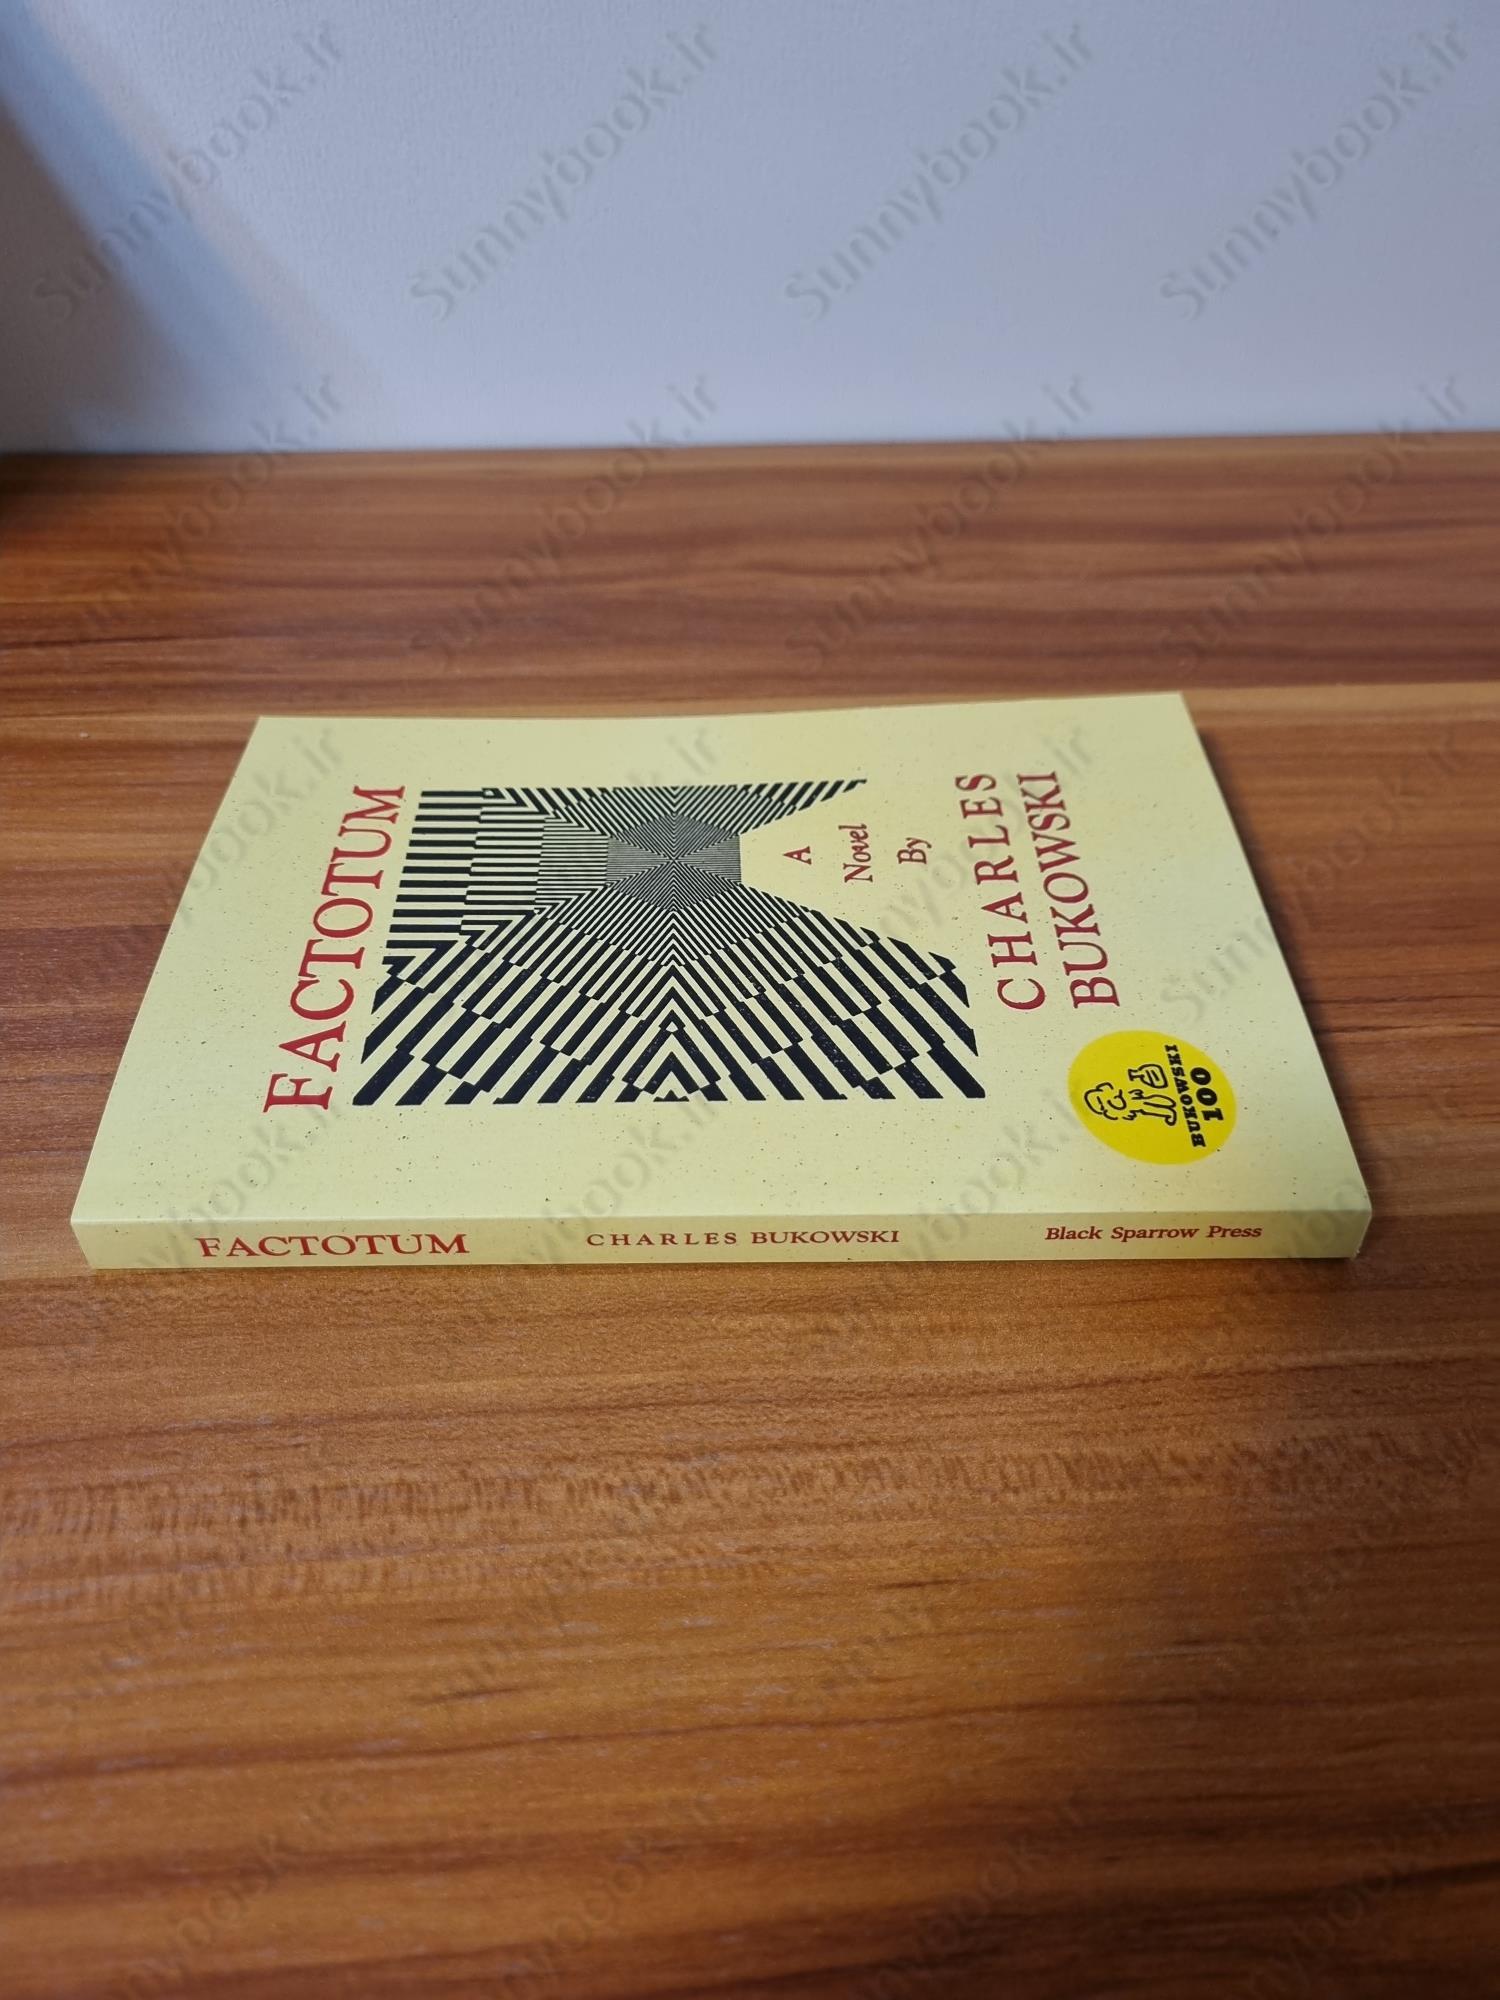 FACTOTUM
A
Novel
By
CHARLES
BUKOWSKI
BUKOWSKI
100
FACTOTUM CHARLES BUKOWSKI Black Sparrow Press
Sunnybook.ir